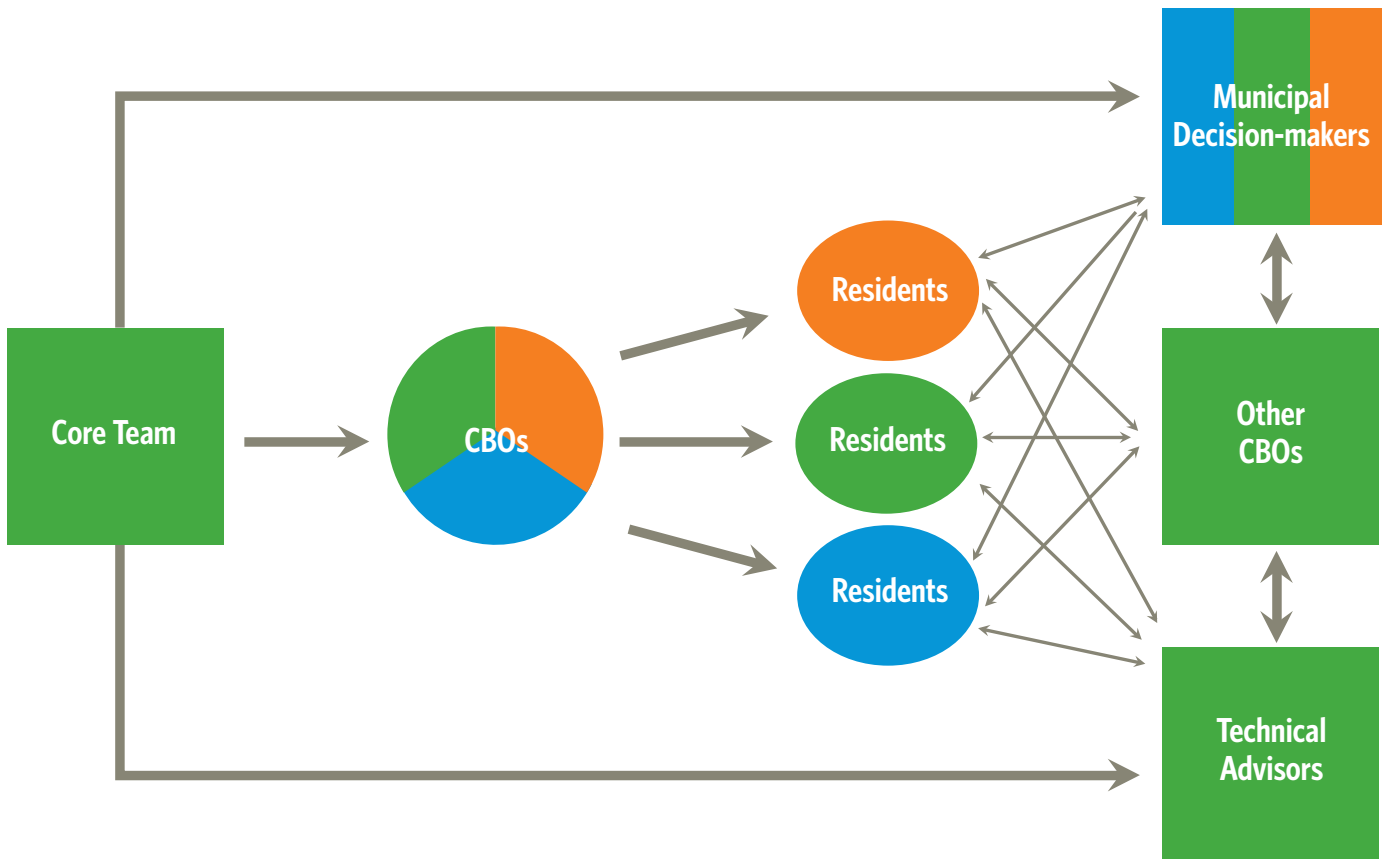 Municipal
Decision-makers
Residents
Core Team
CBOs
Residents
Other
CBOs
Residents
Technical
Advisors